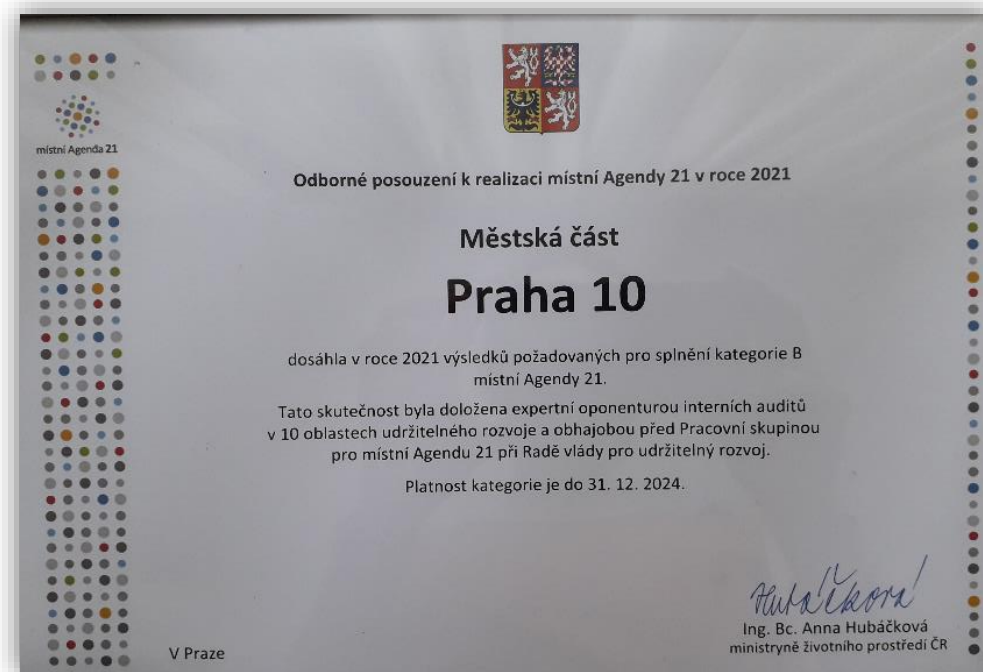 místní Agenda 21
Odborné posouzení k realizaci místní Agendy 21 v roce 2021
Městská část
Praha 10
dosáhla v roce 2021 výsledků požadovaných pro splnění kategorie B
místní Agendy 21.
Tato skutečnost byla doložena expertní oponenturou interních auditů
v 10 oblastech udržitelného rozvoje a obhajobou před Pracovní skupinou
pro místní Agendu 21 při Radě vlády pro udržitelný rozvoj.
Platnost kategorie je do 31. 12. 2024.
Hubáčková
Ing. Bc. Anna Hubáčková
ministryně životního prostředí ČR
V Praze